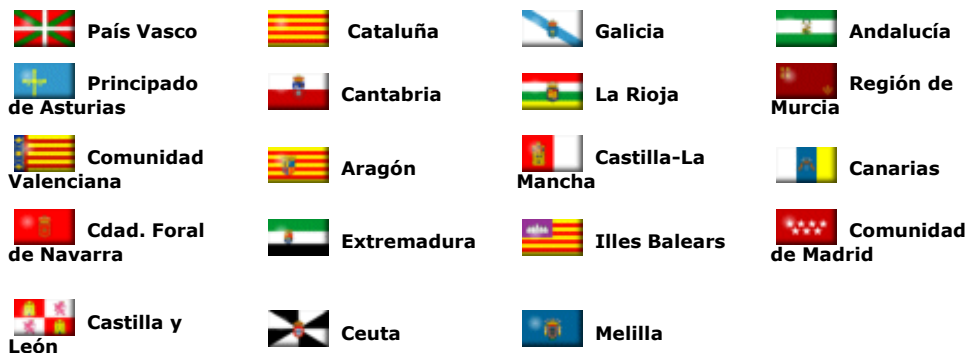 País Vasco
Cataluña
Galicia
Andalucía
Principado
de Asturias
Cantabria
La Rioja
Región de
Murcia
Comunidad
Valenciana
Aragón
Castilla-La
Mancha
Canarias
Cdad. Foral
de Navarra
Extremadura
Illes Balears
Comunidad
de Madrid
Castilla y
León
Ceuta
Melilla